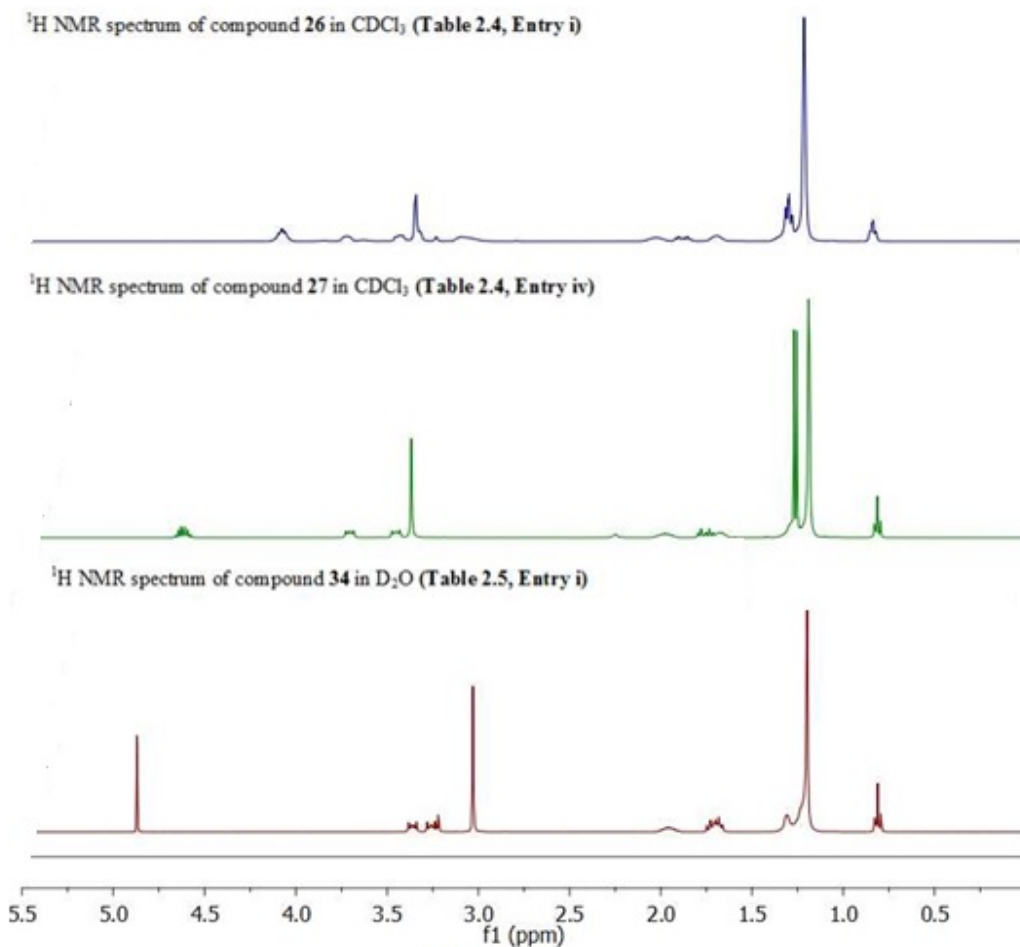 ¹H NMR spectrum of compound 26 in CDCl₃ (Table 2.4, Entry i)
¹H NMR spectrum of compound 27 in CDCl₃ (Table 2.4, Entry iv)
¹H NMR spectrum of compound 34 in D₂O (Table 2.5, Entry i)
5.5 5.0 4.5 4.0 3.5 3.0 2.5 2.0 1.5 1.0 0.5
f1 (ppm)